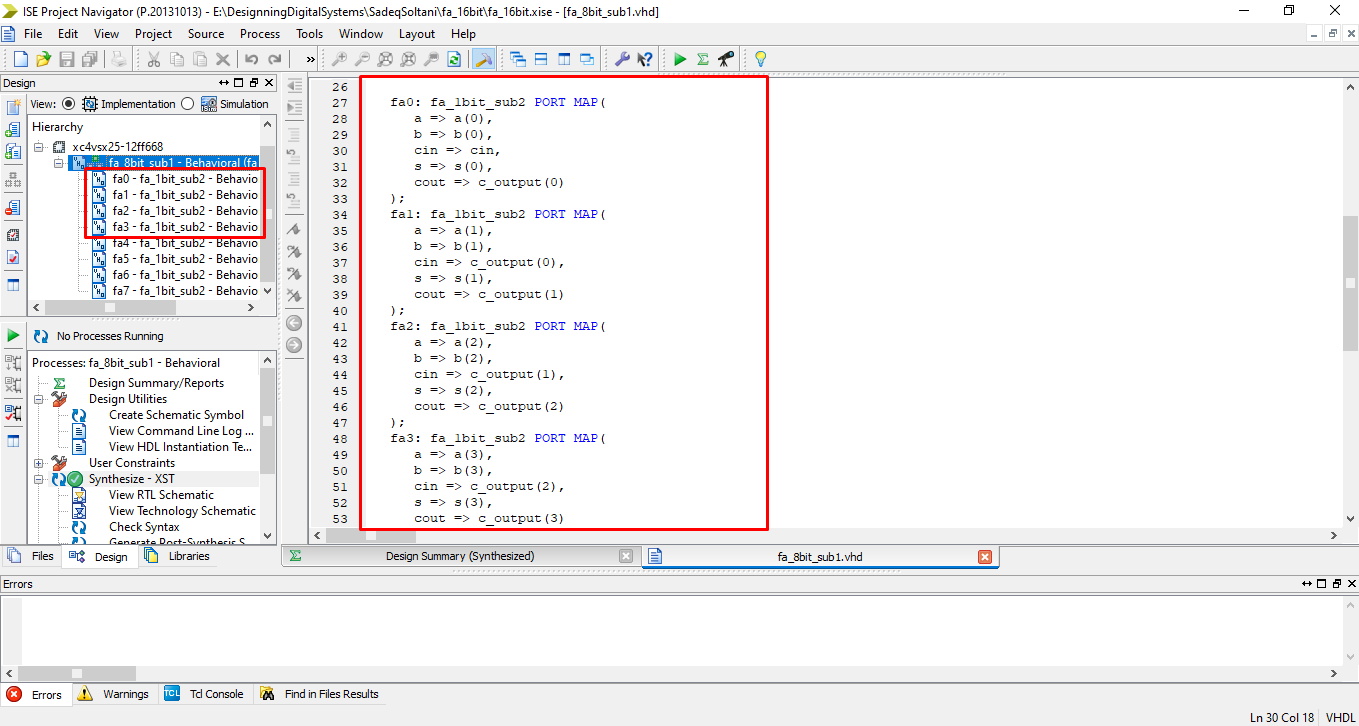 ISE Project Navigator (P.20131013) - E:\DesignningDigitalSystems\SadeqSoltani\fa_16bit\fa_16bit.xise - [fa_8bit_sub1.vhd]
File Edit View Project Source Process Tools Window Layout Help
Design
View: Implementation Simulation
Hierarchy
xc4vsx25-12ff668
fa_8bit_sub1 - Behavioral (fa
fa0 - fa_1bit_sub2 - Behavio
fa1 - fa_1bit_sub2 - Behavio
fa2 - fa_1bit_sub2 - Behavio
fa3 - fa_1bit_sub2 - Behavio
fa4 - fa_1bit_sub2 - Behavio
fa5 - fa_1bit_sub2 - Behavio
fa6 - fa_1bit_sub2 - Behavio
fa7 - fa_1bit_sub2 - Behavio
No Processes Running
Processes: fa_8bit_sub1 - Behavioral
Design Summary/Reports
Design Utilities
Create Schematic Symbol
View Command Line Log ...
View HDL Instantiation Te...
User Constraints
Synthesize - XST
View RTL Schematic
View Technology Schematic
Check Syntax
Generate Post-Synthesis S
Files Design Libraries
26
27 fa0: fa_1bit_sub2 PORT MAP(
28 a => a(0),
29 b => b(0),
30 cin => cin,
31 s => s(0),
32 cout => c_output(0)
33 );
34 fa1: fa_1bit_sub2 PORT MAP(
35 a => a(1),
36 b => b(1),
37 cin => c_output(0),
38 s => s(1),
39 cout => c_output(1)
40 );
41 fa2: fa_1bit_sub2 PORT MAP(
42 a => a(2),
43 b => b(2),
44 cin => c_output(1),
45 s => s(2),
46 cout => c_output(2)
47 );
48 fa3: fa_1bit_sub2 PORT MAP(
49 a => a(3),
50 b => b(3),
51 cin => c_output(2),
52 s => s(3),
53 cout => c_output(3)
Design Summary (Synthesized) fa_8bit_sub1.vhd
Errors
Errors Warnings TCL Tcl Console Find in Files Results
Ln 30 Col 18 VHDL